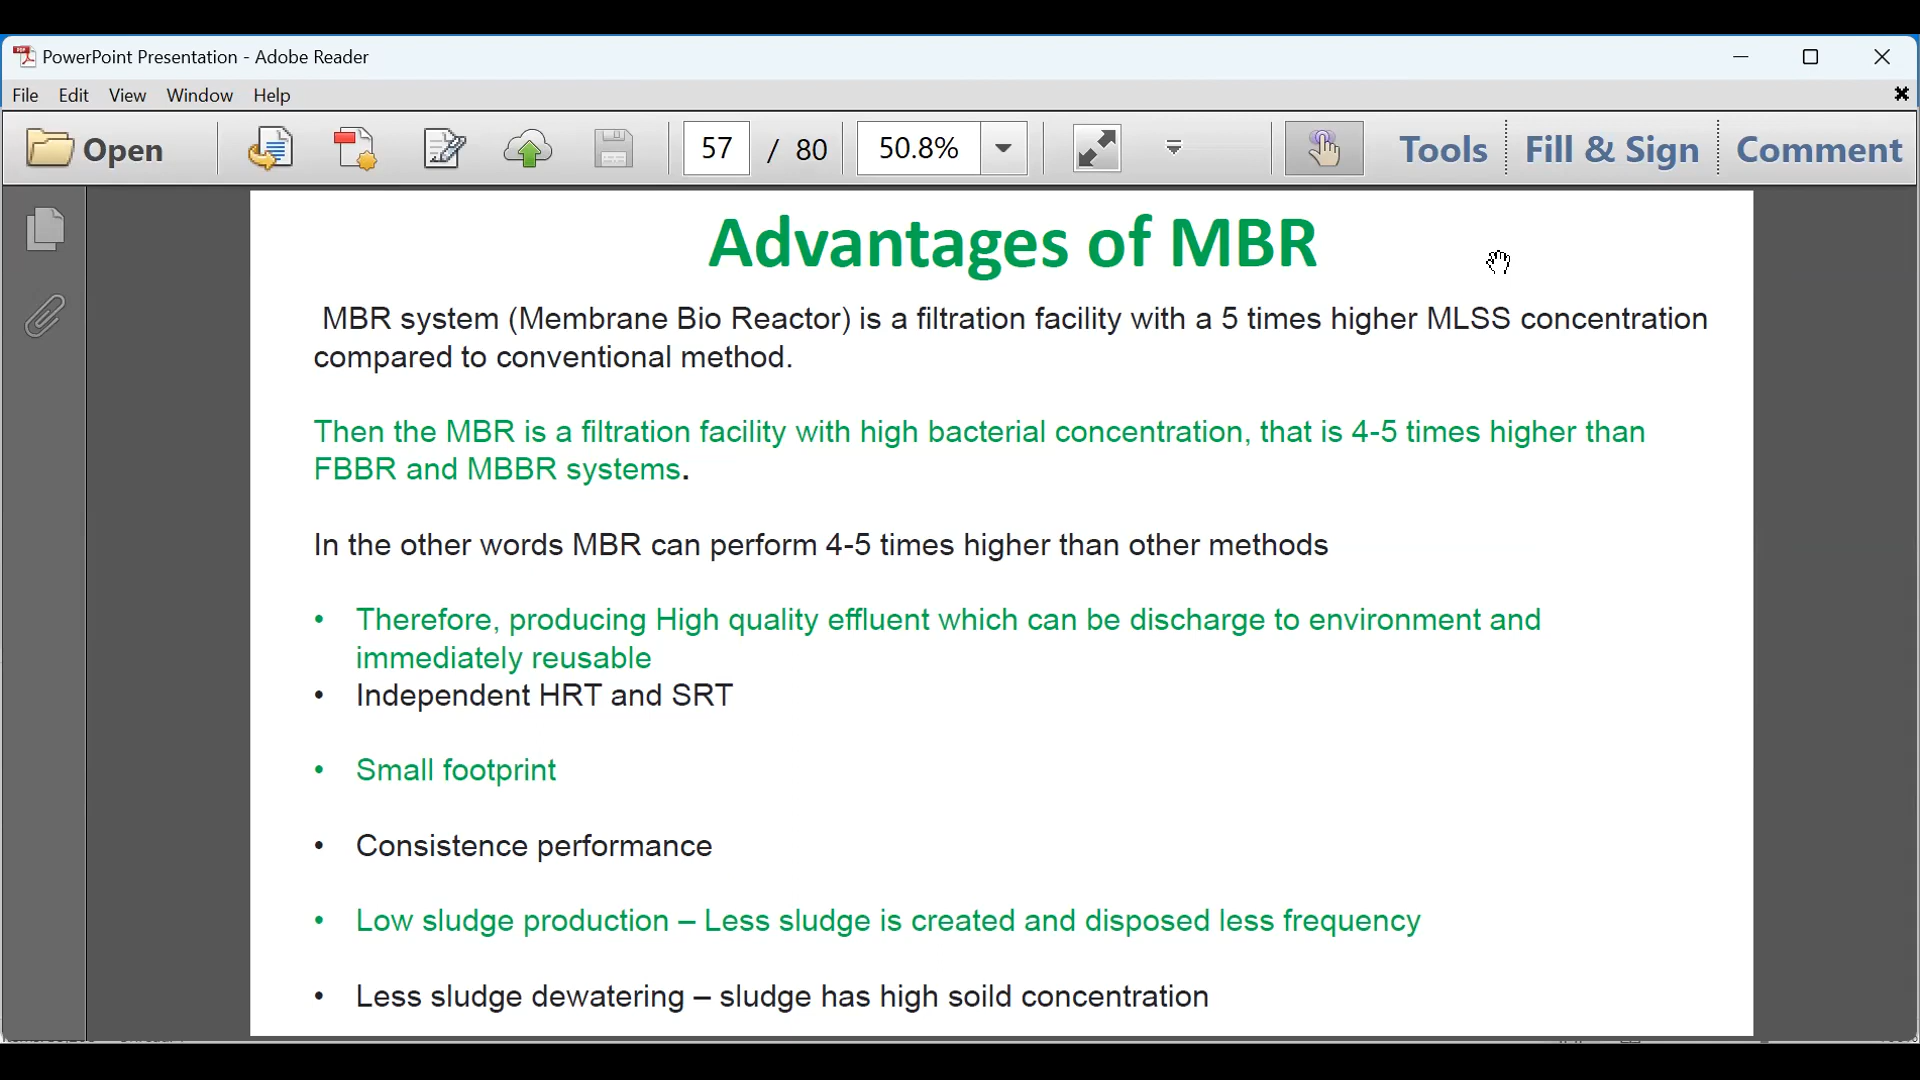 PowerPoint Presentation - Adobe Reader
File Edit View Window Help
Open 57 / 80 50.8% Tools Fill & Sign Comment
Advantages of MBR
MBR system (Membrane Bio Reactor) is a filtration facility with a 5 times higher MLSS concentration
compared to conventional method.
Then the MBR is a filtration facility with high bacterial concentration, that is 4-5 times higher than
FBBR and MBBR systems.
In the other words MBR can perform 4-5 times higher than other methods
• Therefore, producing High quality effluent which can be discharge to environment and
immediately reusable
• Independent HRT and SRT
• Small footprint
• Consistence performance
• Low sludge production – Less sludge is created and disposed less frequency
• Less sludge dewatering – sludge has high soild concentration